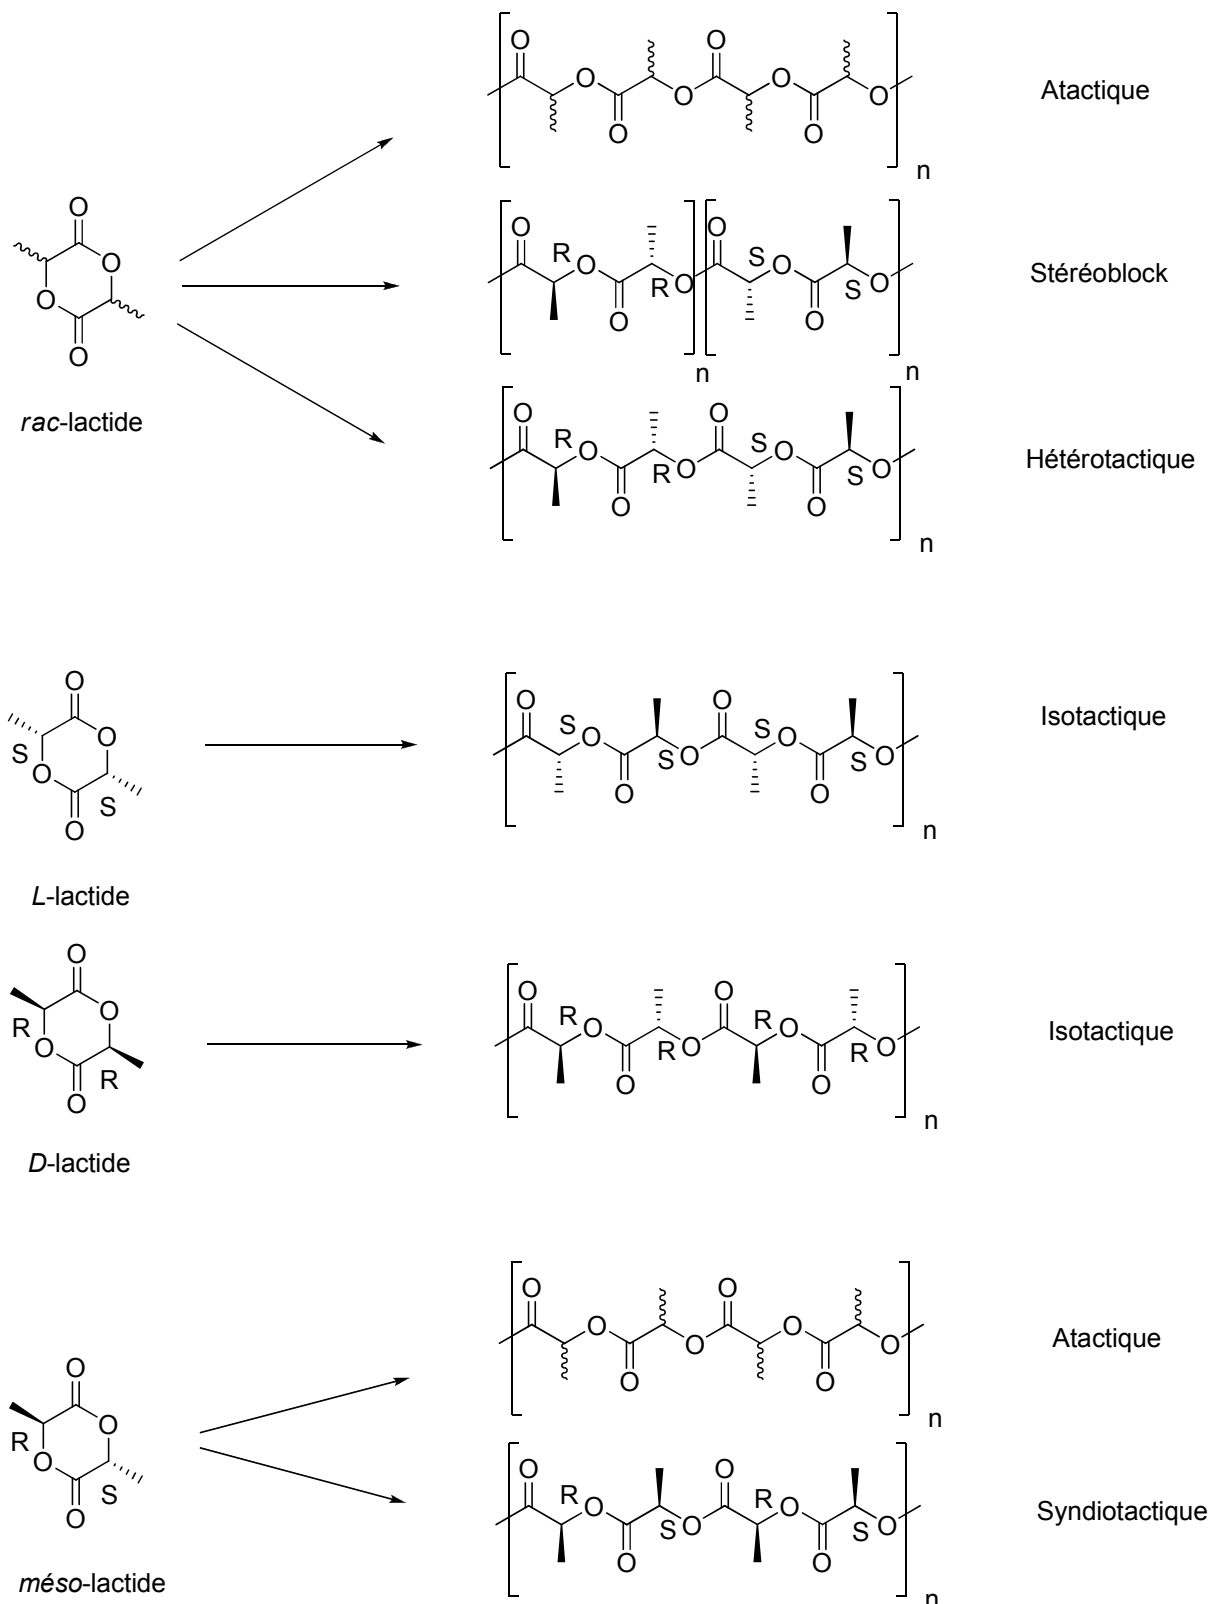 O O O O O O O O
n
Atactique
O O
O O
rac-lactide
O R O O R O O S O O S O
n n
Stéréoblock
O R O O R O O S O O S O
n
Hétérotactique
O O
S O S
O
L-lactide
O S O O S O O S O O S O
n
Isotactique
O O
R O R
O
D-lactide
O R O O R O O R O O R O
n
Isotactique
O O O O O O O O
n
Atactique
O O
R O S
O
méso-lactide
O R O O S O O R O O S O
n
Syndiotactique